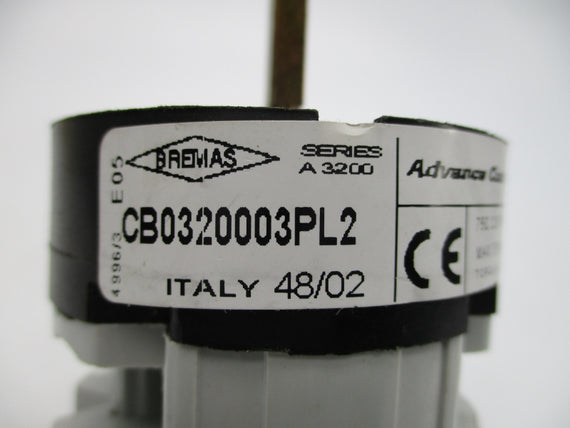 BREMAS
SERIES
A 3200
CB0320003PL2
ITALY 48/02
4996/3 E05
Advance
CE